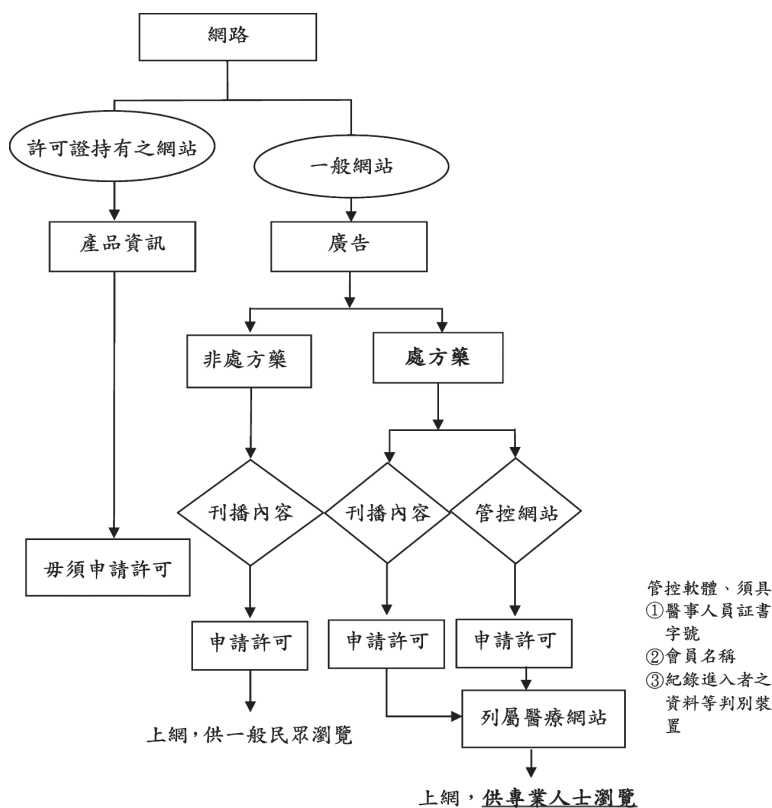 網路
許可證持有之網站
一般網站
產品資訊
廣告
非處方藥
處方藥
刊播內容
刊播內容
管控網站
毋須申請許可
申請許可
申請許可
申請許可
管控軟體、須具
①醫事人員証書
字號
②會員名稱
③紀錄進入者之
資料等判別裝
置
上網，供一般民眾瀏覽
列屬醫療網站
上網，供專業人士瀏覽